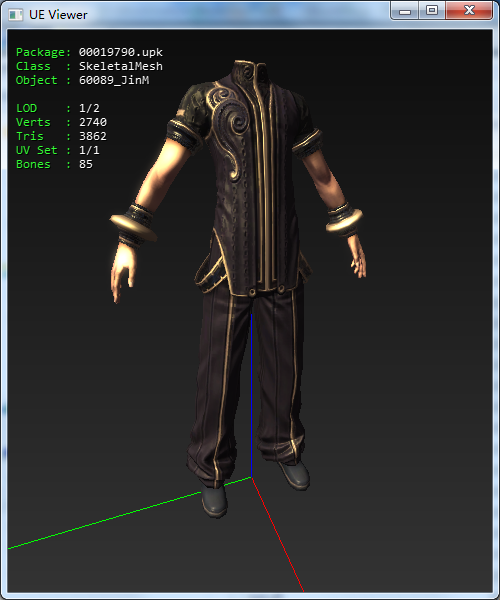 UE Viewer
Package: 00019790.upk
Class  : SkeletalMesh
Object : 60089_JinM
LOD    : 1/2
Verts  : 2740
Tris   : 3862
UV Set : 1/1
Bones  : 85